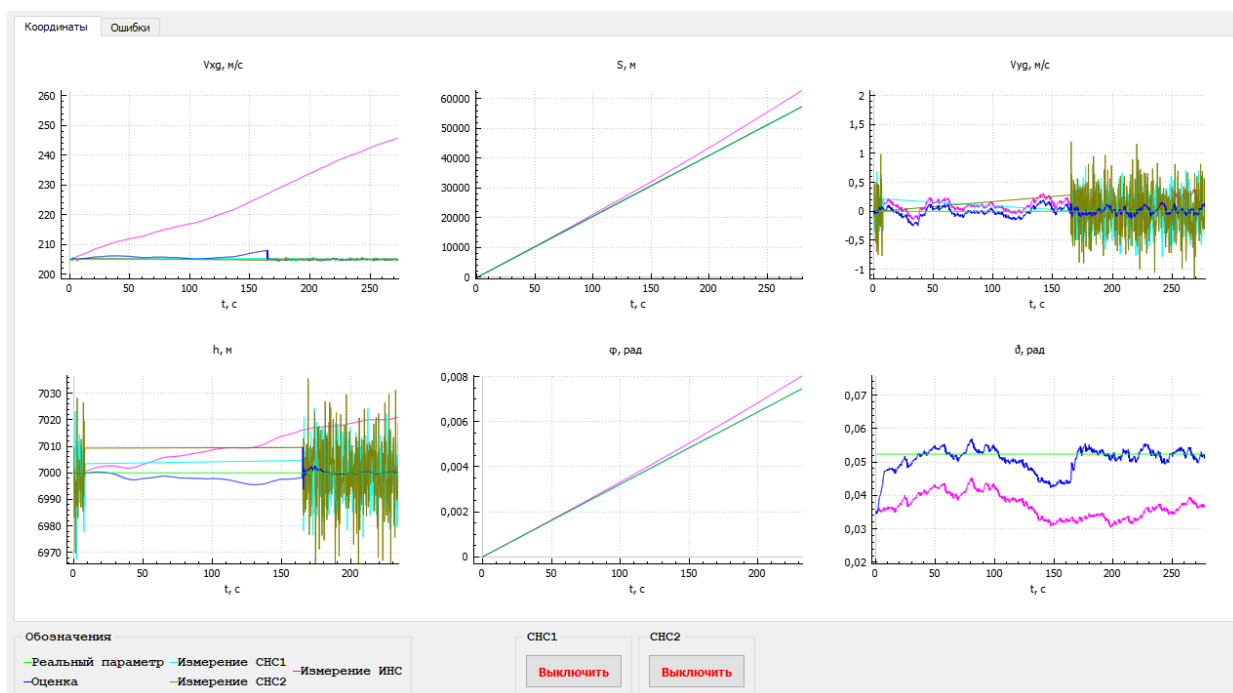 Координаты Ошибки
Vxg, м/с
260
250
240
230
220
210
200
0 50 100 150 200 250
t, с
S, м
60000
50000
40000
30000
20000
10000
0
0 50 100 150 200 250
t, с
Vyg, м/с
2
1,5
1
0,5
0
-0,5
-1
0 50 100 150 200 250
t, с
h, м
7030
7020
7010
7000
6990
6980
6970
0 50 100 150 200
t, с
φ, рад
0,008
0,006
0,004
0,002
0
0 50 100 150 200
t, с
ϑ, рад
0,07
0,06
0,05
0,04
0,03
0,02
0 50 100 150 200 250
t, с
Обозначения
Реальный параметр Измерение СНС1 Измерение ИНС
Оценка Измерение СНС2
СНС1
Выключить
СНС2
Выключить